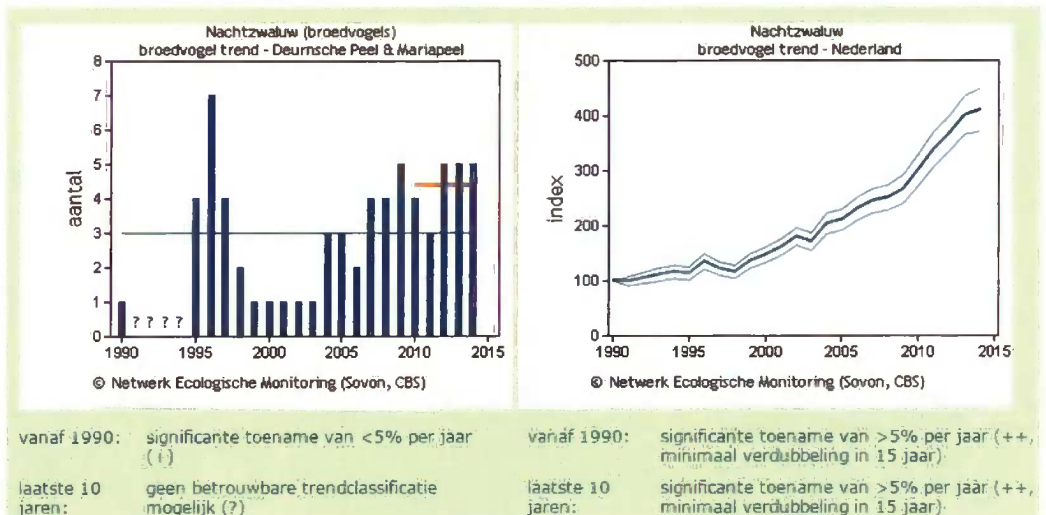 Nachtzwaluw (broedvogels)
broedvogel trend - Deurnsche Peel & Mariapeel
8
7
6
5
4
3
2
1
0
aantal
? ? ? ?
1990 1995 2000 2005 2010 2015
© Netwerk Ecologische Monitoring (Sovon, CBS)
Nachtzwaluw
broedvogel trend - Nederland
500
400
300
200
100
0
index
1990 1995 2000 2005 2010 2015
© Netwerk Ecologische Monitoring (Sovon, CBS)
vanaf 1990: significante toename van <5% per jaar
(+)
laatste 10 geen betrouwbare trendclassificatie
jaren: mogelijk (?)
vanaf 1990: significante toename van >5% per jaar (++,
minimaal verdubbeling in 15 jaar)
laatste 10 significante toename van >5% per jaar (++,
jaren: minimaal verdubbeling in 15 jaar)